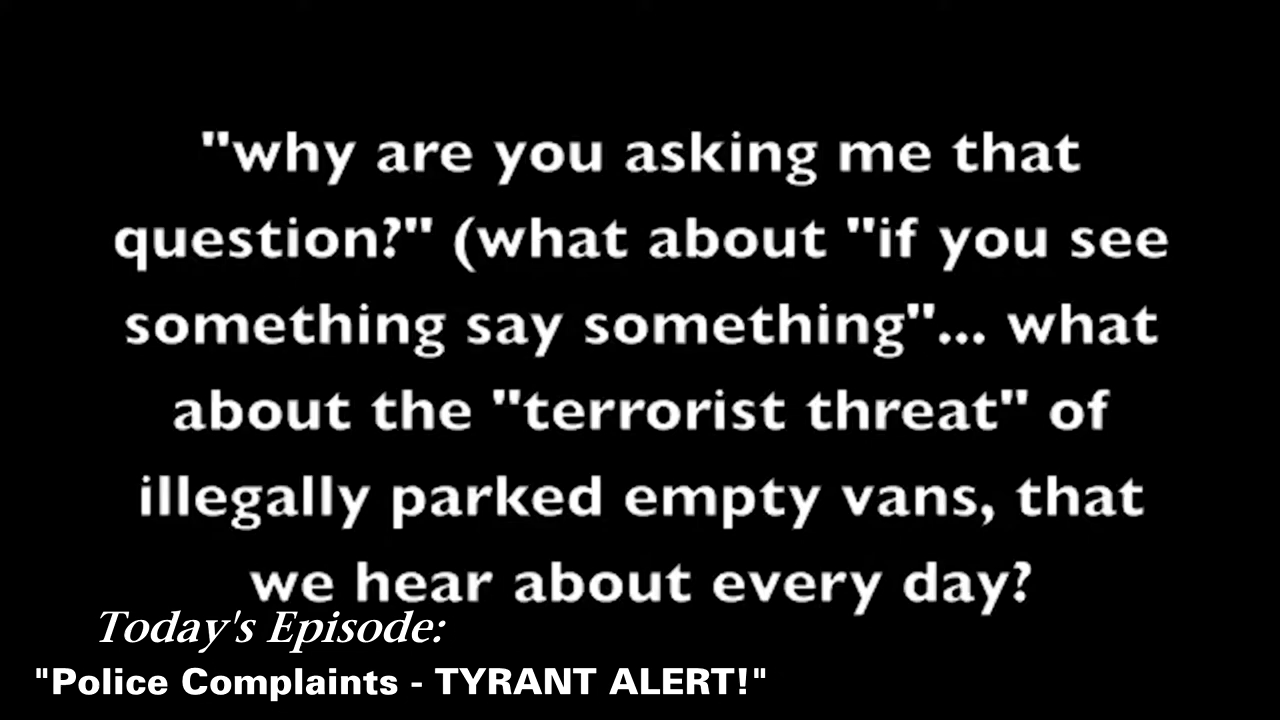 "why are you asking me that
question?" (what about "if you see
something say something"... what
about the "terrorist threat" of
illegally parked empty vans, that
we hear about every day?
Today's Episode:
"Police Complaints - TYRANT ALERT!"